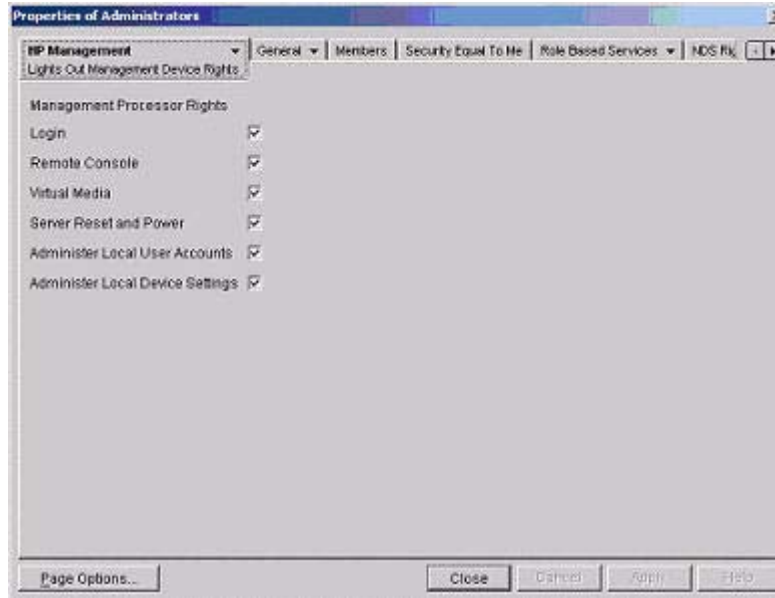 Properties of Administrators
HP Management
General
Members
Security Equal To Me
Role Based Services
NDS
Lights Out Management Device Rights
Management Processor Rights
Login
Remote Console
Virtual Media
Server Reset and Power
Administer Local User Accounts
Administer Local Device Settings
Page Options...
Close
Cancel
Apply
Help